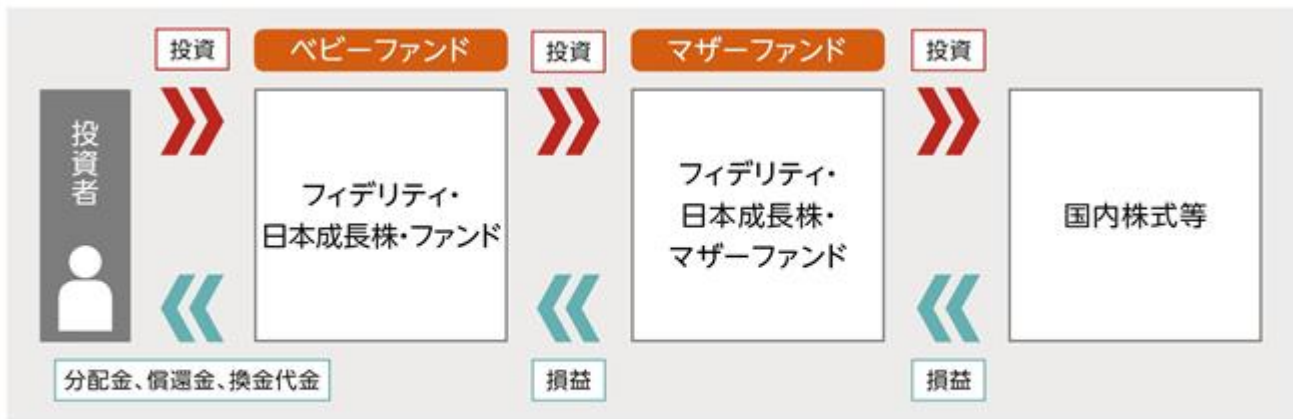 投資
ベビーファンド
投資
マザーファンド
投資
投資者
フィデリティ・
日本成長株・ファンド
フィデリティ・
日本成長株・
マザーファンド
国内株式等
分配金、償還金、換金代金
損益
損益